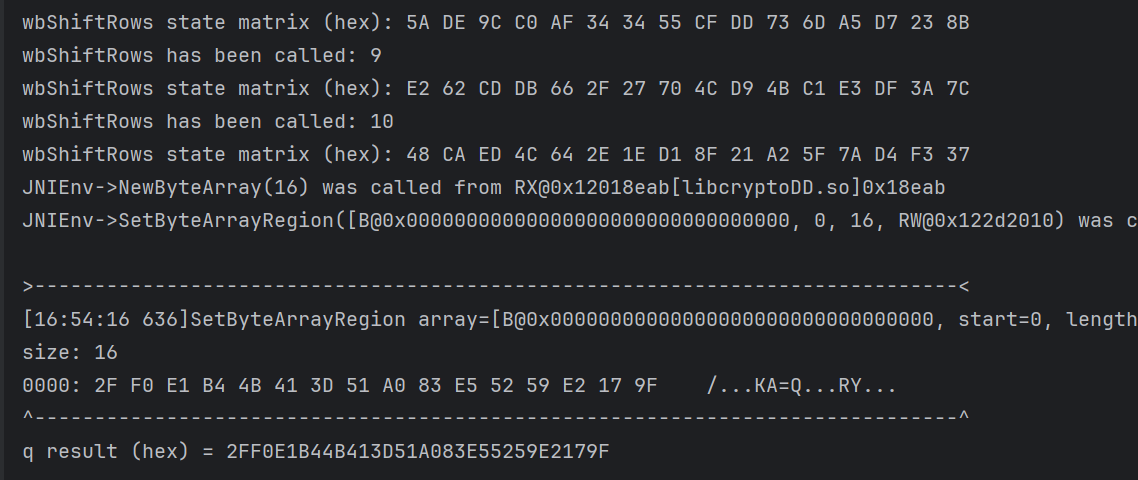 wbShiftRows state matrix (hex): 5A DE 9C C0 AF 34 34 55 CF DD 73 6D A5 D7 23 8B
wbShiftRows has been called: 9
wbShiftRows state matrix (hex): E2 62 CD DB 66 2F 27 70 4C D9 4B C1 E3 DF 3A 7C
wbShiftRows has been called: 10
wbShiftRows state matrix (hex): 48 CA ED 4C 64 2E 1E D1 8F 21 A2 5F 7A D4 F3 37
JNIEnv->NewByteArray(16) was called from RX@0x12018eab[libcryptoDD.so]0x18eab
JNIEnv->SetByteArrayRegion([B@0x00000000000000000000000000000000, 0, 16, RW@0x122d2010) was c
>-----------------------------------------------------------------------------<
[16:54:16 636]SetByteArrayRegion array=[B@0x00000000000000000000000000000000, start=0, length
size: 16
0000: 2F F0 E1 B4 4B 41 3D 51 A0 83 E5 52 59 E2 17 9F    /...KA=Q...RY...
^-----------------------------------------------------------------------------^
q result (hex) = 2FF0E1B44B413D51A083E55259E2179F